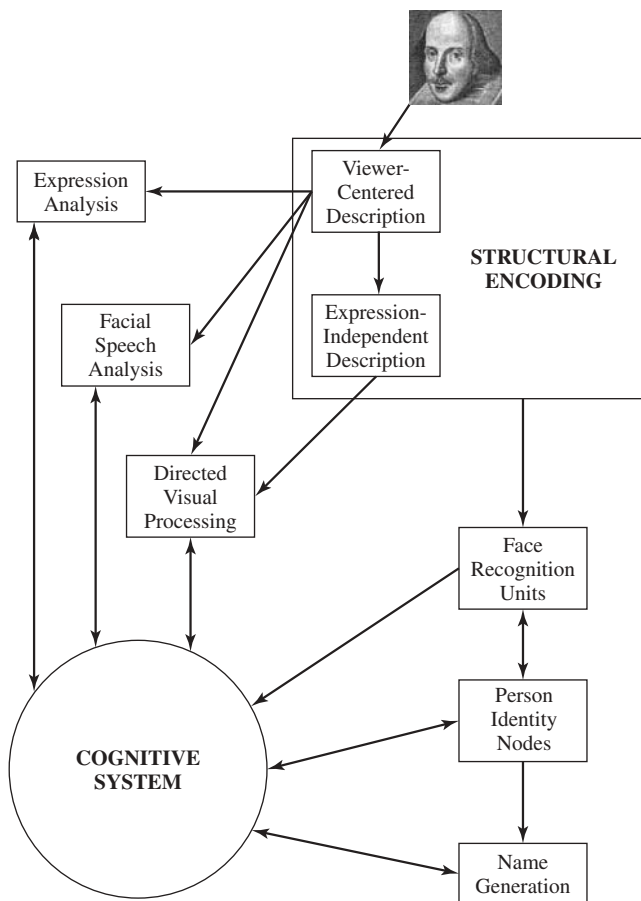 Viewer-
Centered
Description
Expression
Analysis
STRUCTURAL
ENCODING
Expression-
Independent
Description
Facial
Speech
Analysis
Directed
Visual
Processing
Face
Recognition
Units
Person
Identity
Nodes
COGNITIVE
SYSTEM
Name
Generation